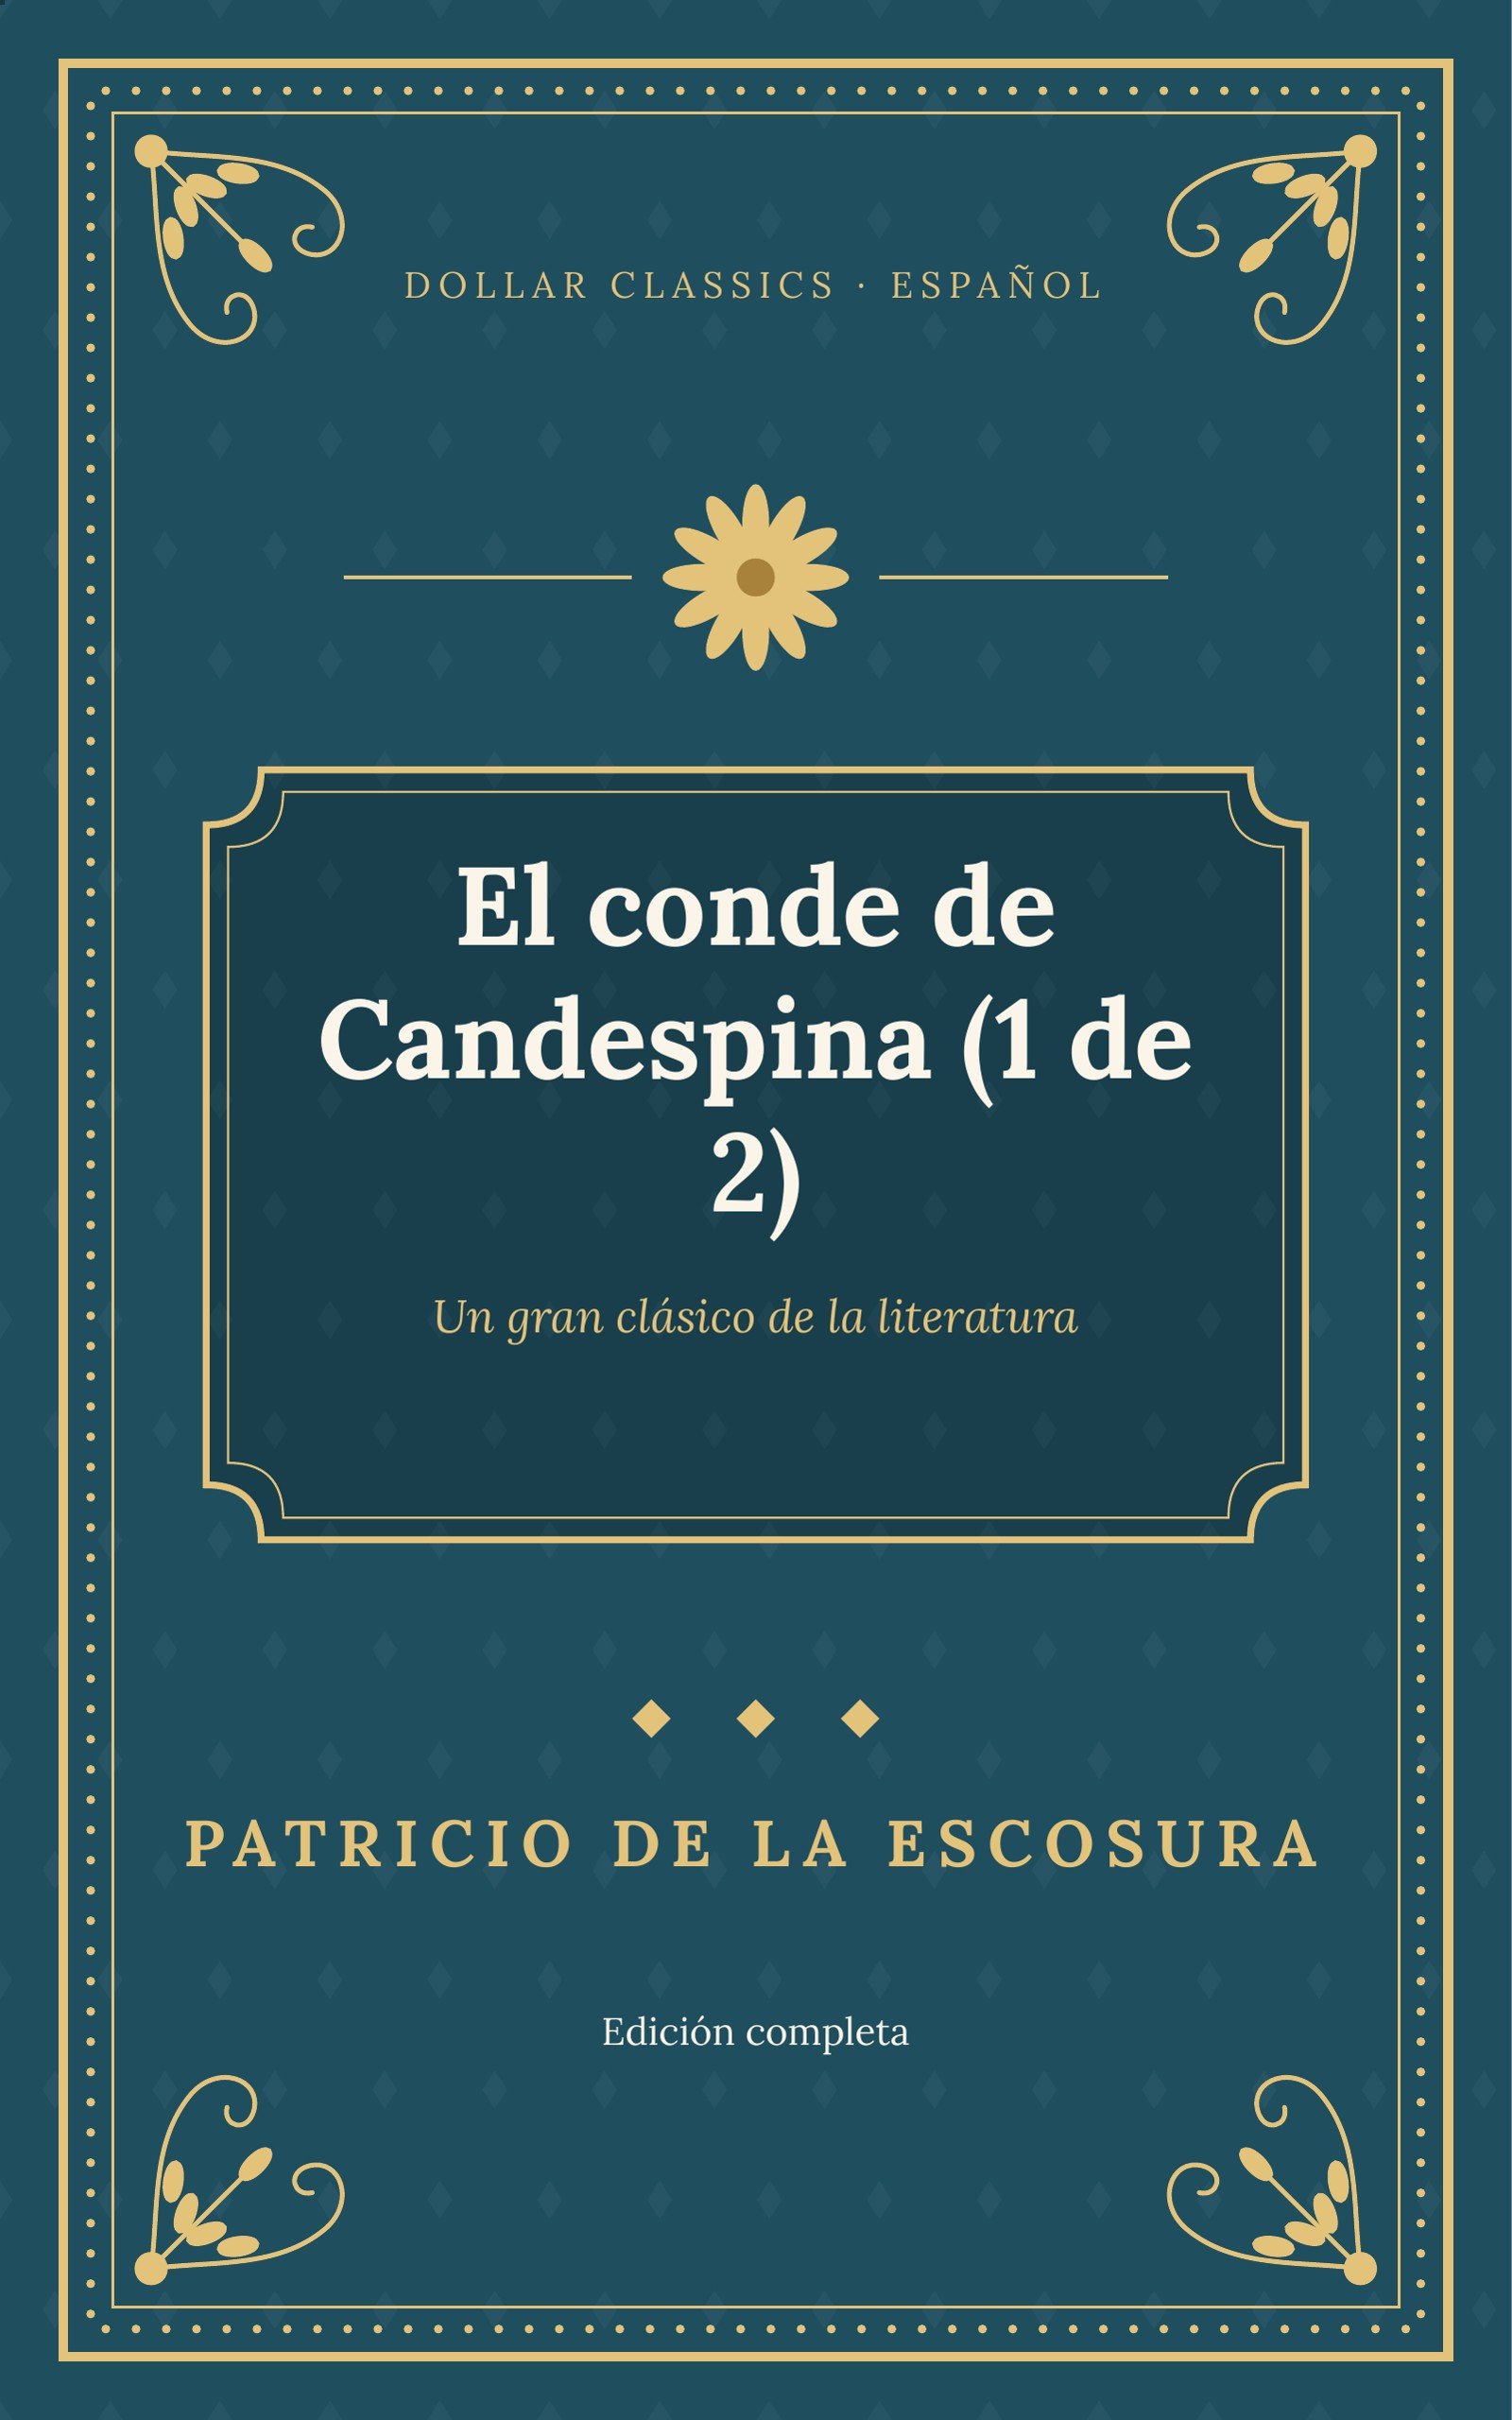 DOLLAR CLASSICS · ESPAÑOL
El conde de
Candespina (1 de
2)
Un gran clásico de la literatura
PATRICIO DE LA ESCOSURA
Edición completa